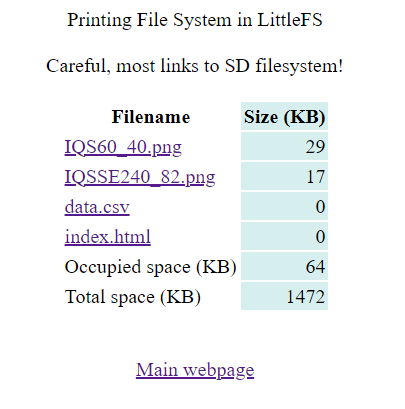 Printing File System in LittleFS
Careful, most links to SD filesystem!
Filename Size (KB)
IQS60_40.png 29
IQSSE240_82.png 17
data.csv 0
index.html 0
Occupied space (KB) 64
Total space (KB) 1472
Main webpage